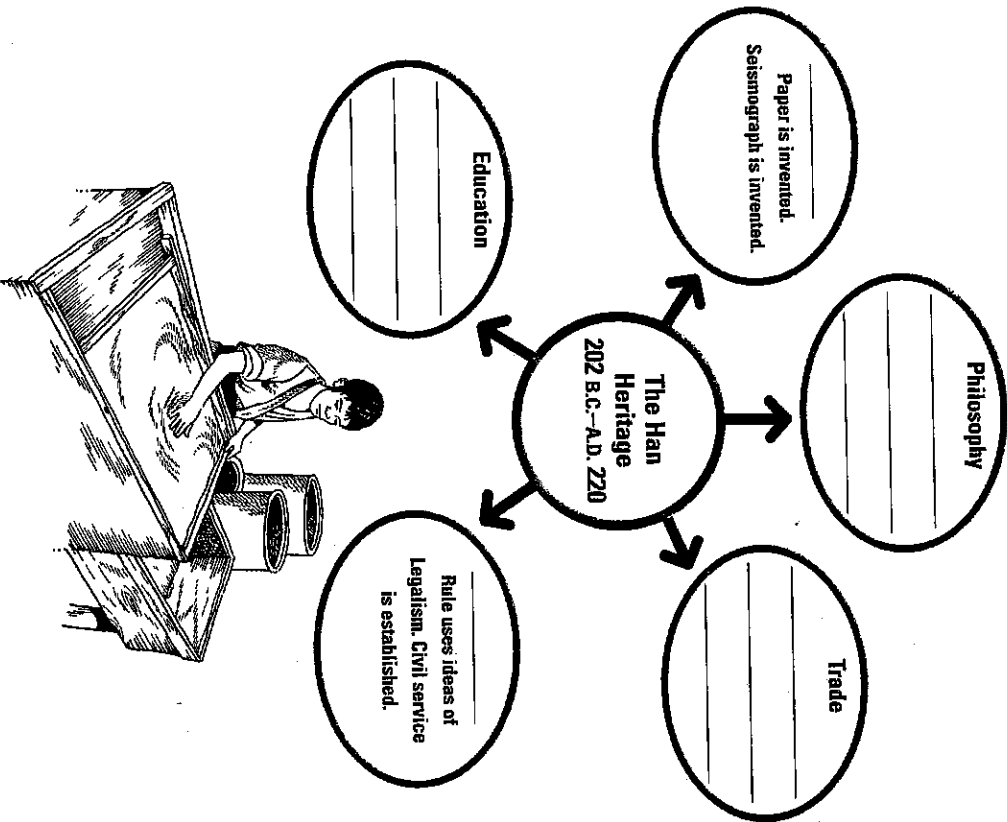 Philosophy
Paper is invented.
Seismograph is invented.
Trade
The Han
Heritage
202 B.C.—A.D. 220
Education
Rule uses ideas of
Legalism. Civil service
is established.